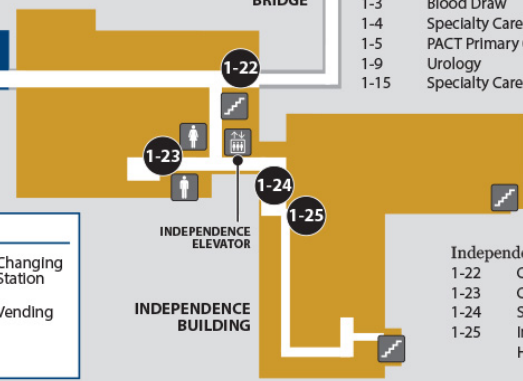 BRIDGE
1-3 Blood Draw
1-4 Specialty Care
1-5 PACT Primary
1-9 Urology
1-15 Specialty Care
1-22
1-23
1-24
1-25
INDEPENDENCE
ELEVATOR
Changing
Station
Vending
INDEPENDENCE
BUILDING
1-22
1-23
1-24
1-25